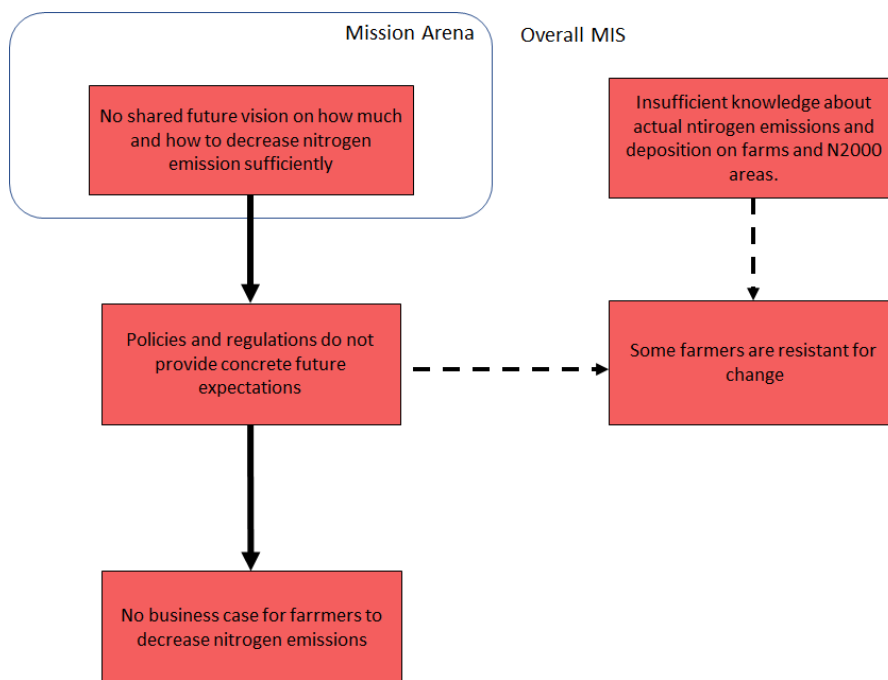 Mission Arena
Overall MIS
No shared future vision on how much
and how to decrease nitrogen
emission sufficiently
Insufficient knowledge about
actual ntirogen emissions and
deposition on farms and N2000
areas.
Policies and regulations do not
provide concrete future
expectations
Some farmers are resistant for
change
No business case for farrmers to
decrease nitrogen emissions